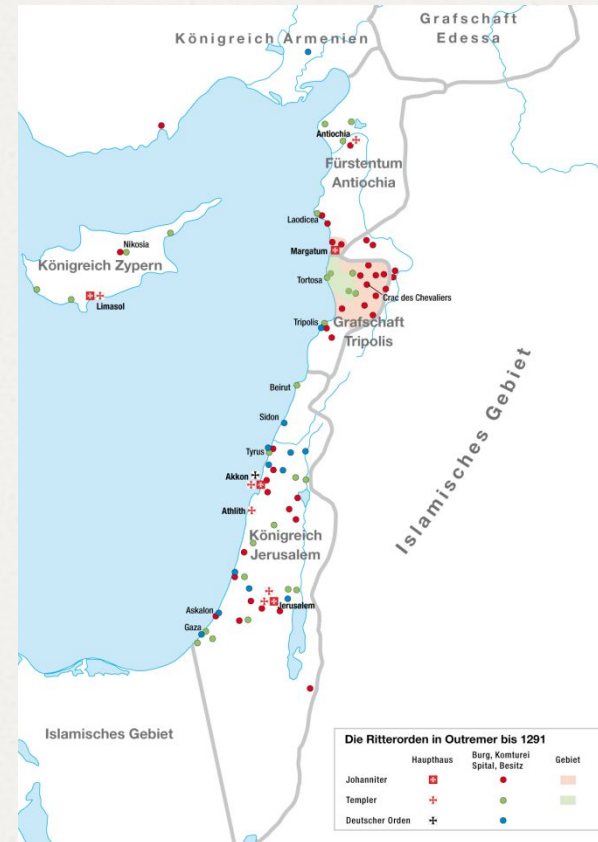 Königreich Armenien
Grafschaft
Edessa
Antiochia
Fürstentum
Antiochia
Laodicea
Nikosia
Königreich Zypern
Limasol
Margatum
Tortosa
Crac des Chevaliers
Tripolis
Grafschaft
Tripolis
Beirut
Sidon
Tyrus
Akkon
Athlith
Königreich
Jerusalem
Islamisches Gebiet
Jerusalem
Askalon
Gaza
Islamisches Gebiet
Die Ritterorden in Outremer bis 1291
Haupthaus
Burg, Komturei
Spital, Besitz
Gebiet
Johanniter
Templer
Deutscher Orden